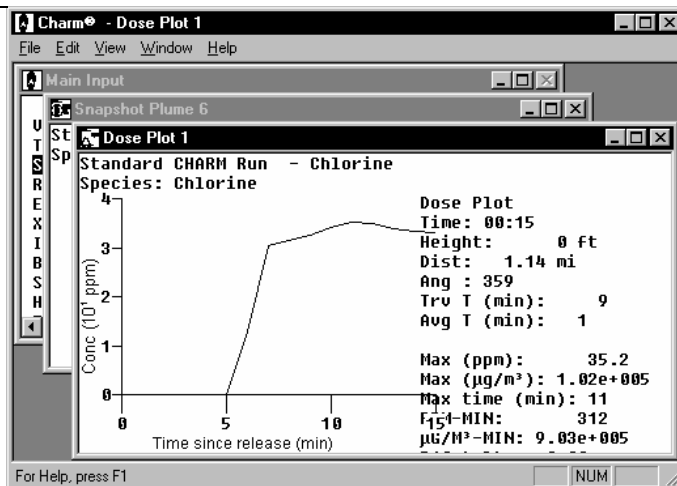 Charm® - Dose Plot 1
File Edit View Window Help
Main Input
Snapshot Plume 6
Dose Plot 1
V
T
S
R
E
X
I
B
S
H
St
Sp
Standard CHARM Run - Chlorine
Species: Chlorine
Dose Plot
Time: 00:15
Height: 0 ft
Dist: 1.14 mi
Ang : 359
Trv T (min): 9
Avg T (min): 1
Max (ppm): 35.2
Max (µg/m³): 1.02e+005
Max time (min): 11
312
µG/M³-MIN: 9.03e+005
Conc (10¹ ppm)
4
3
2
1
0
0 5 10 15
Time since release (min)
For Help, press F1
NUM